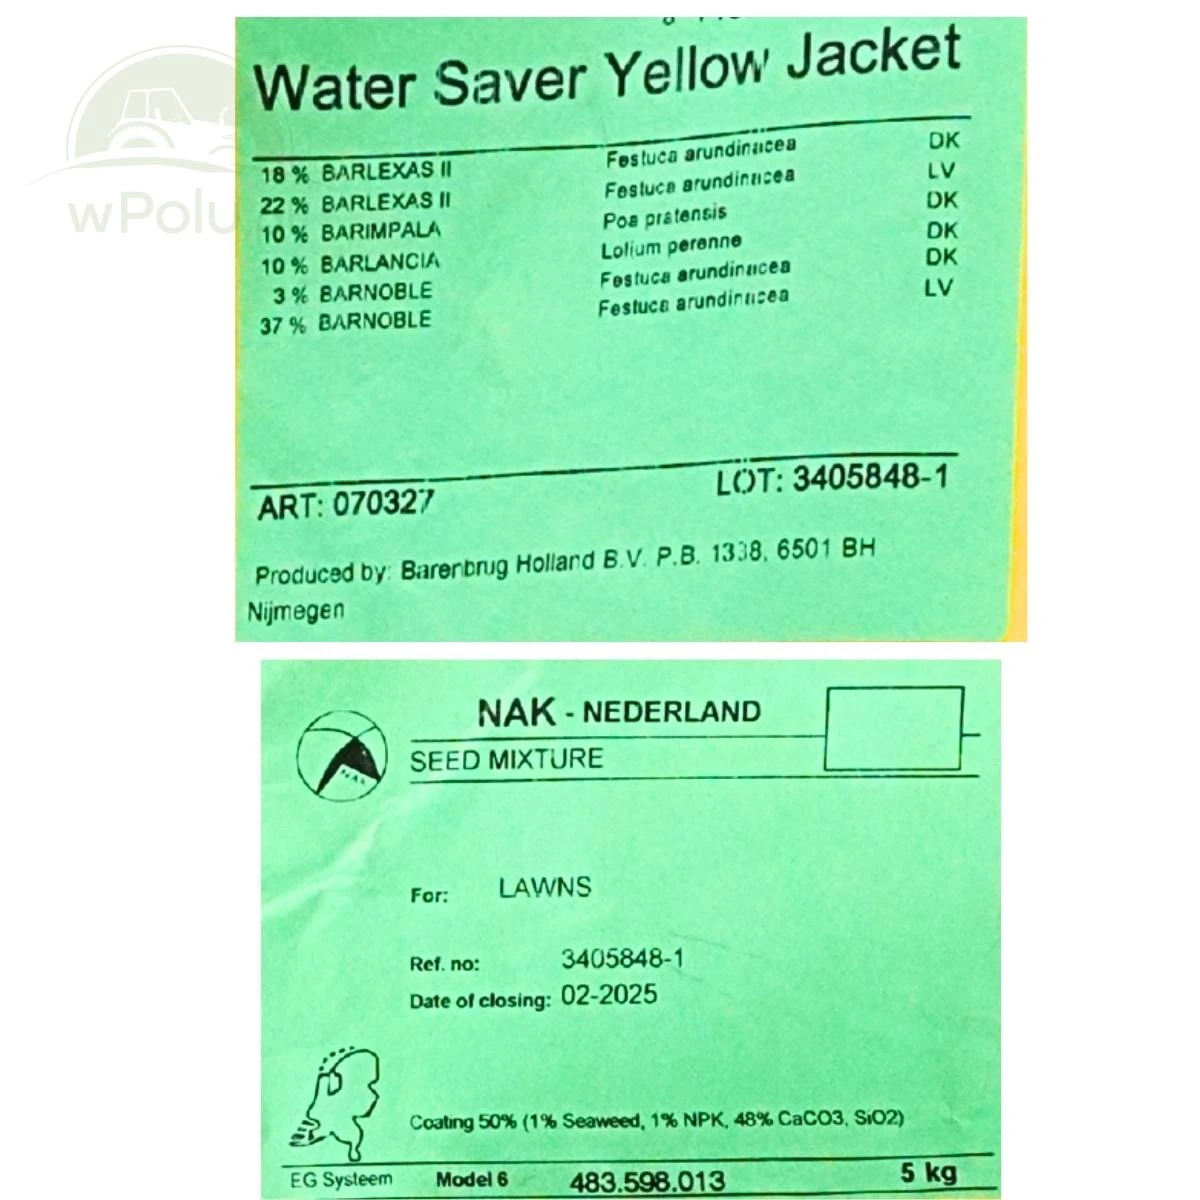 wPolu
Water Saver Yellow Jacket
18 % BARLEXAS II Festuca arundinacea DK
22 % BARLEXAS II Festuca arundinacea LV
10 % BARIMPALA Poa pratensis DK
10 % BARLANCIA Lolium perenne DK
3 % BARNOBLE Festuca arundinacea DK
37 % BARNOBLE Festuca arundinacea LV
ART: 070327 LOT: 3405848-1
Produced by: Barenbrug Holland B.V. P.B. 1338, 6501 BH
Nijmegen
NAK - NEDERLAND
SEED MIXTURE
NAK
For: LAWNS
Ref. no: 3405848-1
Date of closing: 02-2025
Coating 50% (1% Seaweed, 1% NPK, 48% CaCO3, SiO2)
EG Systeem Model 6 483.598.013 5 kg